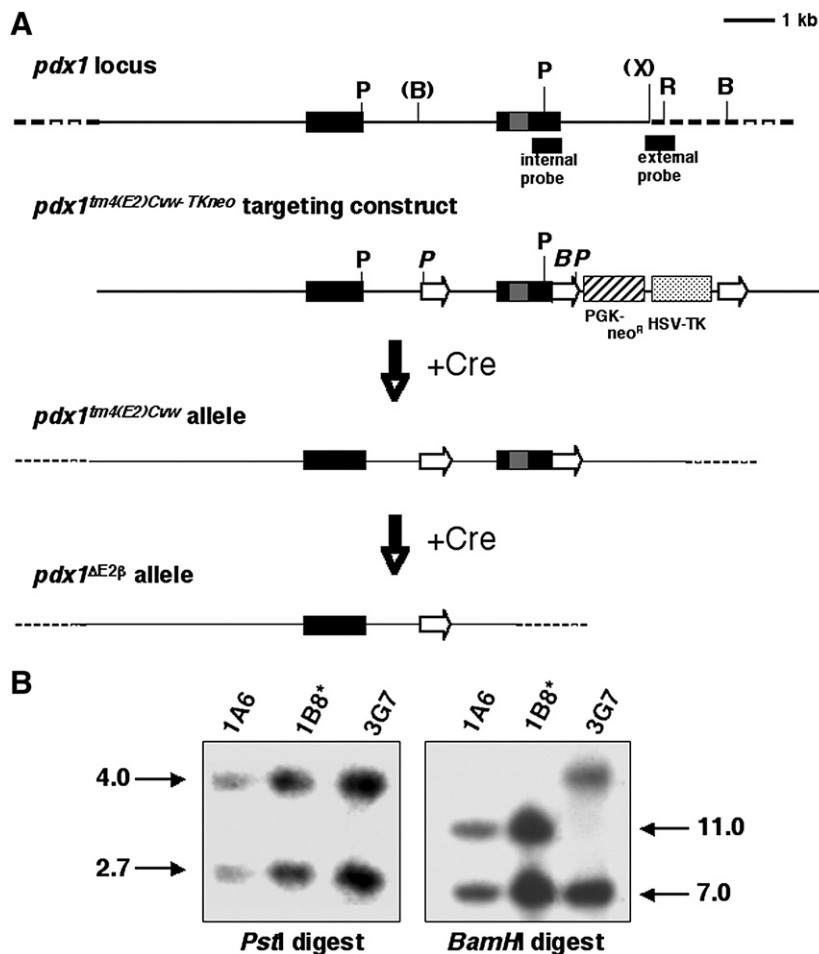 A
1 kb
pdx1 locus
P (B) P (X) R B
internal probe
external probe
pdx1tm4(E2)Cvw-TKneo targeting construct
P P P B P
PGK-neoR HSV-TK
+Cre
pdx1tm4(E2)Cvw allele
+Cre
pdx1ΔE2β allele
B
1A6 1B8* 3G7 1A6 1B8* 3G7
4.0
11.0
2.7
7.0
PstI digest BamHI digest